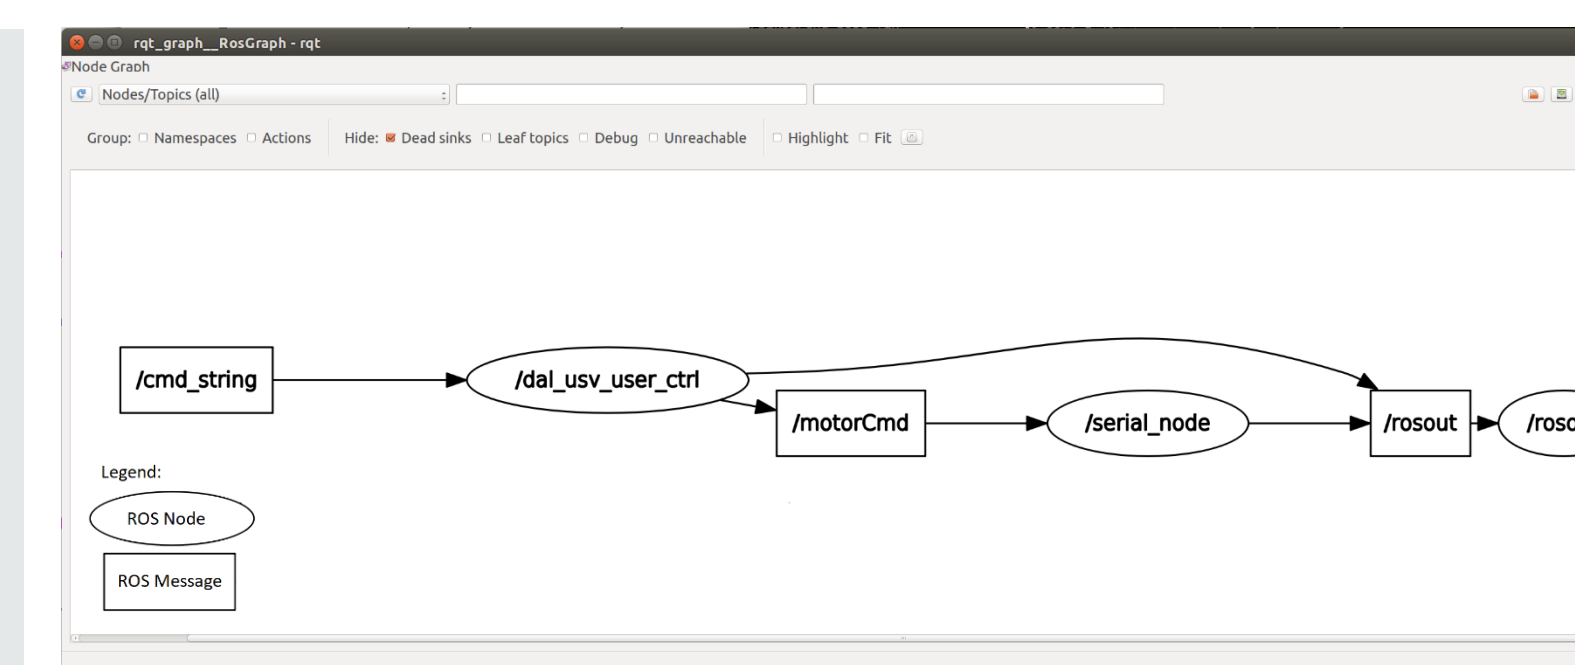 rqt_graph__RosGraph - rqt
Node Graph
Nodes/Topics (all)
Group: Namespaces Actions Hide: Dead sinks Leaf topics Debug Unreachable Highlight Fit
/cmd_string
/dal_usv_user_ctrl
/motorCmd
/serial_node
/rosout
Legend:
ROS Node
ROS Message